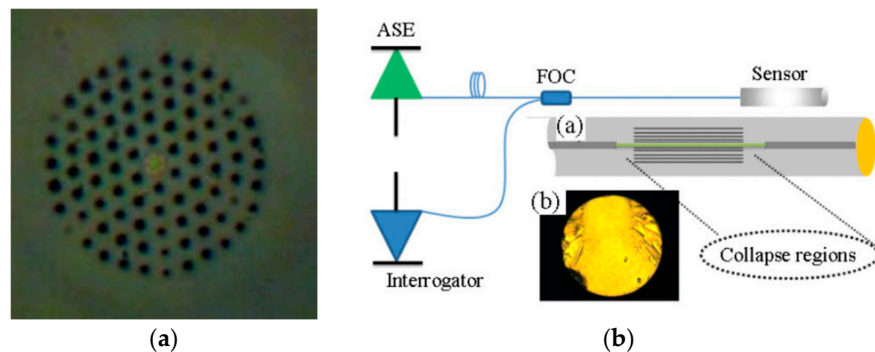 ASE
FOC
Sensor
(a)
(b)
Collapse regions
Interrogator
(a)
(b)